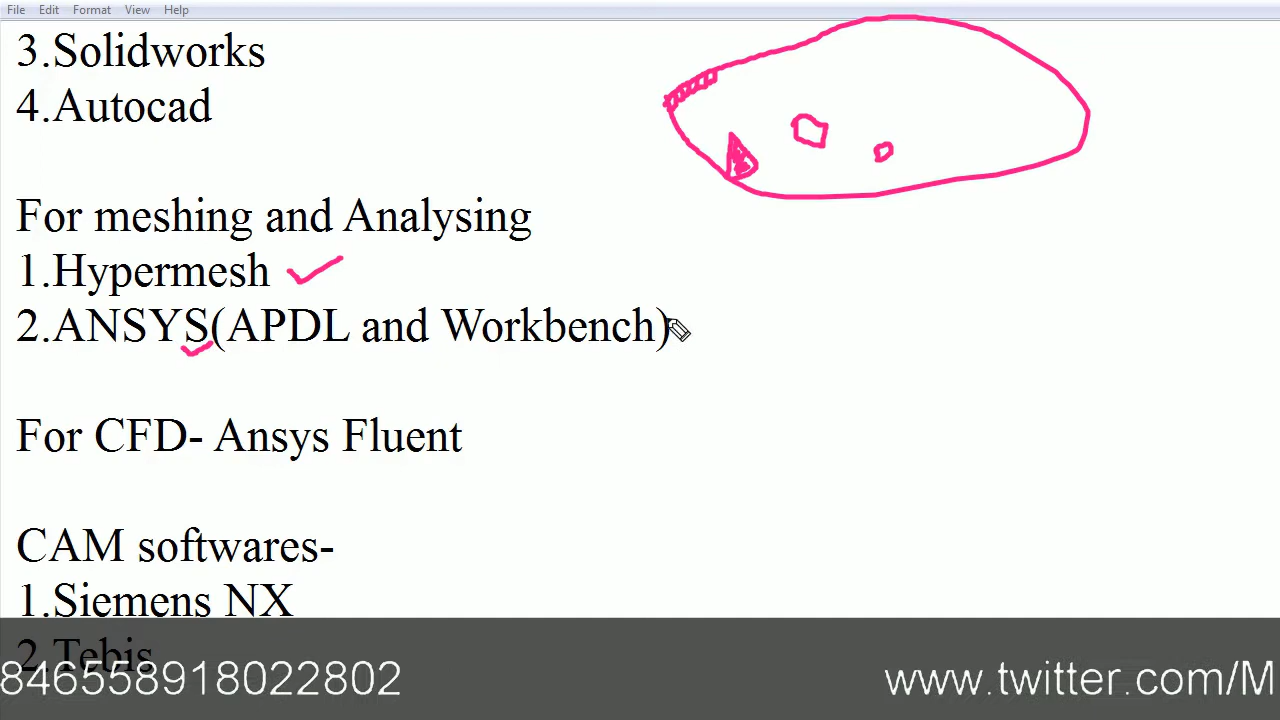 File Edit Format View Help
3.Solidworks
4.Autocad
For meshing and Analysing
1.Hypermesh
2.ANSYS(APDL and Workbench)
For CFD- Ansys Fluent
CAM softwares-
1.Siemens NX
2.Tebis
846558918022802
www.twitter.com/M